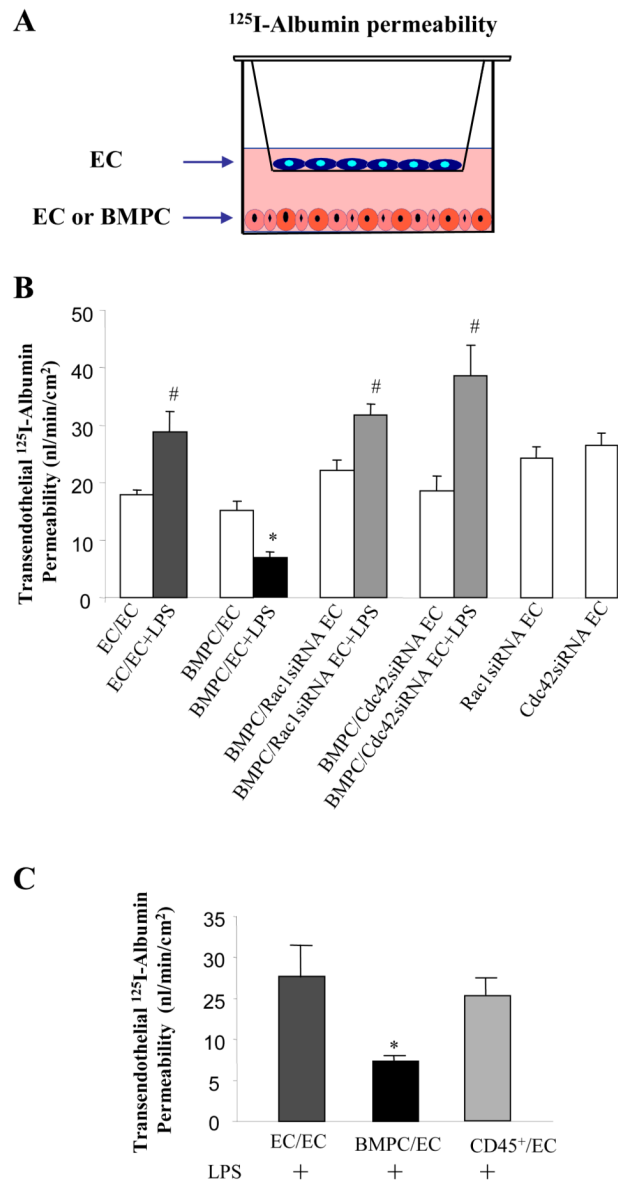 A
¹²⁵I-Albumin permeability
EC
EC or BMPC
B
Transendothelial ¹²⁵I-Albumin
Permeability (nl/min/cm²)
50
40
30
20
10
0
#
*
#
#
EC/EC
EC/EC+LPS
BMPC/EC
BMPC/EC+LPS
BMPC/Rac1siRNA EC
BMPC/Rac1siRNA EC+LPS
BMPC/Cdc42siRNA EC
BMPC/Cdc42siRNA EC+LPS
Rac1siRNA EC
Cdc42siRNA EC
C
Transendothelial ¹²⁵I-Albumin
Permeability (nl/min/cm²)
35
30
25
10
5
0
*
EC/EC BMPC/EC CD45⁺/EC
LPS + + +